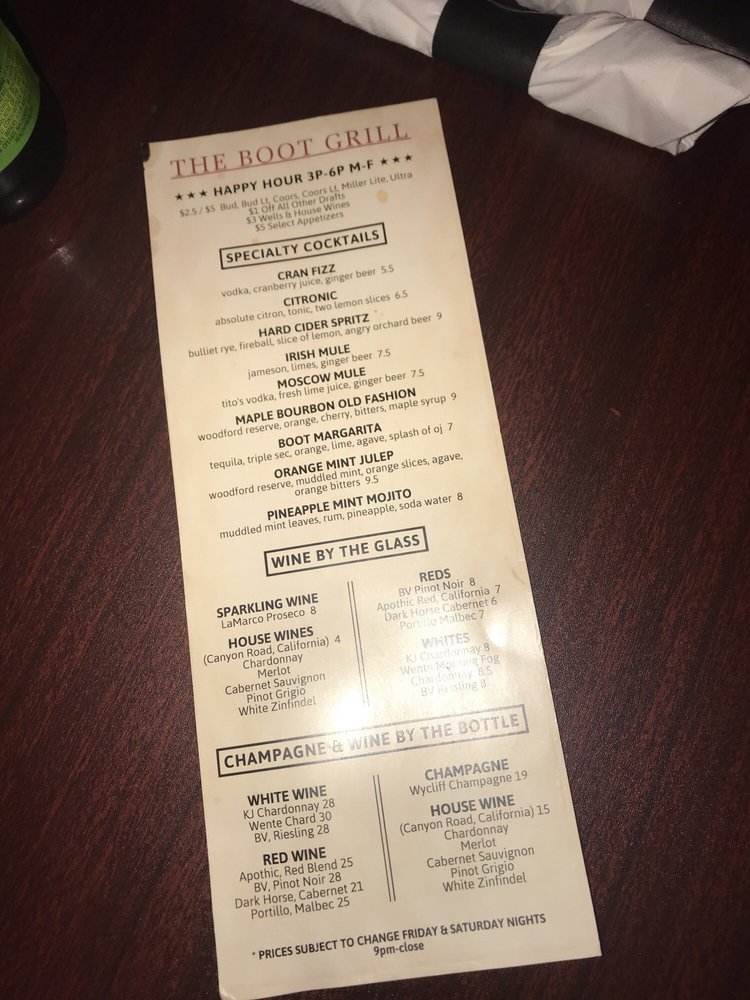 THE BOOT GRILL
★★★ HAPPY HOUR 3P-6P M-F ★★★
$2.5 / $5 Bud, Bud Lt, Coors, Coors Lt, Miller Lite, Ultra
$1 Off All Other Drafts
$3 Wells & House Wines
$5 Select Appetizers
SPECIALTY COCKTAILS
CRAN FIZZ
vodka, cranberry juice, ginger beer 5.5
CITRONIC
absolute citron, tonic, two lemon slices 6.5
HARD CIDER SPRITZ
bulliet rye, fireball, slice of lemon, angry orchard beer 9
IRISH MULE
jameson, limes, ginger beer 7.5
MOSCOW MULE
tito's vodka, fresh lime juice, ginger beer 7.5
MAPLE BOURBON OLD FASHION
woodford reserve, orange, cherry, bitters, maple syrup 9
BOOT MARGARITA
tequila, triple sec, orange, lime, agave, splash of oj 7
ORANGE MINT JULEP
woodford reserve, muddled mint, orange slices, agave,
orange bitters 9.5
PINEAPPLE MINT MOJITO
muddled mint leaves, rum, pineapple, soda water 8
WINE BY THE GLASS
SPARKLING WINE
LaMarco Proseco 8
HOUSE WINES
(Canyon Road, California) 4
Chardonnay
Merlot
Cabernet Sauvignon
Pinot Grigio
White Zinfindel
REDS
BV Pinot Noir 8
Apothic Red, California 7
Dark Horse Cabernet 6
Portillo Malbec 7
WHITES
KJ Chardonnay 8
Wente Morning Fog
Chardonnay 8.5
BV Reisling 8
CHAMPAGNE & WINE BY THE BOTTLE
WHITE WINE
KJ Chardonnay 28
Wente Chard 30
BV, Riesling 28
RED WINE
Apothic, Red Blend 25
BV, Pinot Noir 28
Dark Horse, Cabernet 21
Portillo, Malbec 25
CHAMPAGNE
Wycliff Champagne 19
HOUSE WINE
(Canyon Road, California) 15
Chardonnay
Merlot
Cabernet Sauvignon
Pinot Grigio
White Zinfindel
* PRICES SUBJECT TO CHANGE FRIDAY & SATURDAY NIGHTS
9pm-close